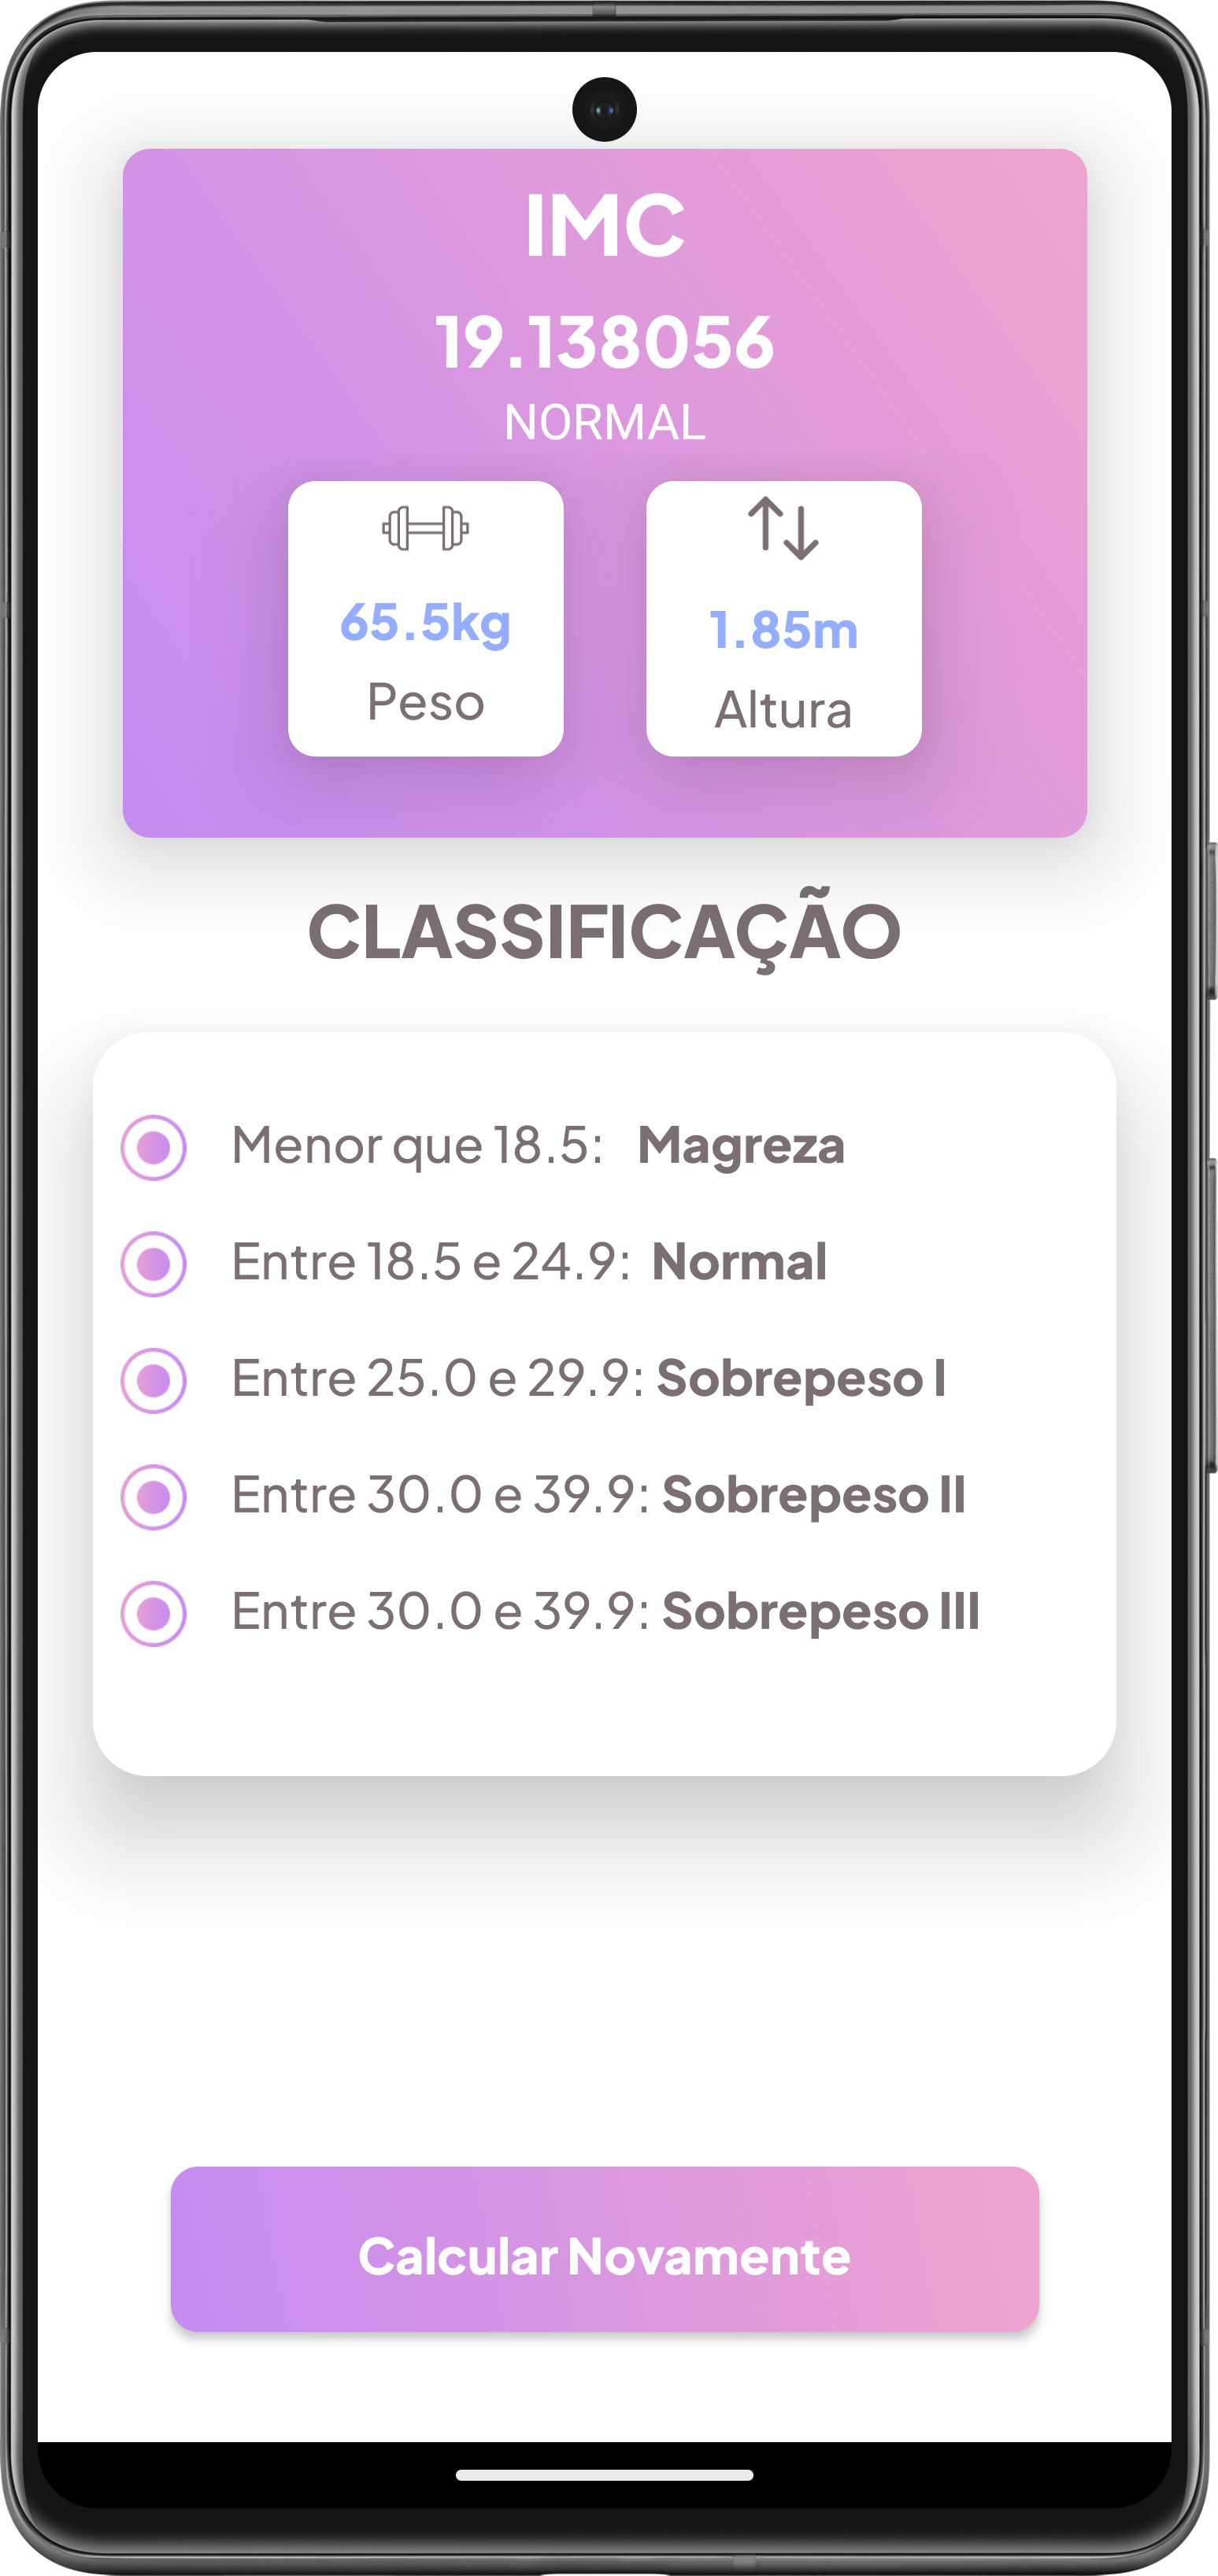 IMC
19.138056
NORMAL
65.5kg
Peso
1.85m
Altura
CLASSIFICAÇÃO
Menor que 18.5: Magreza
Entre 18.5 e 24.9: Normal
Entre 25.0 e 29.9: Sobrepeso I
Entre 30.0 e 39.9: Sobrepeso II
Entre 30.0 e 39.9: Sobrepeso III
Calcular Novamente